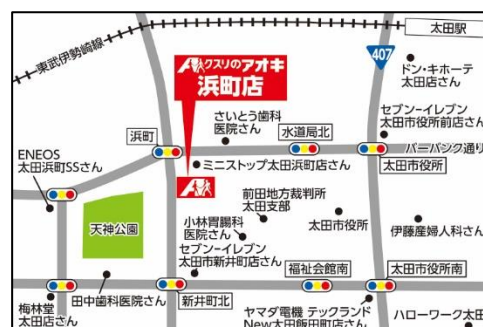 太田駅
東武伊勢崎線
407
クスリのアオキ
浜町店
ドン・キホーテ
太田店さん
さいとう歯科
医院さん
水道局北
セブン-イレブン
太田市役所前店さん
浜町
バーバンク通り
太田市役所
ミニストップ太田浜町店さん
ENEOS
太田浜町SSさん
前田地方裁判所
太田支部
太田市役所
天神公園
小林胃腸科
医院さん
伊藤産婦人科さん
セブン-イレブン
太田市新井町店さん
福祉会館南
太田市役所南
梅林堂
太田店さん
田中歯科医院さん
新井町北
ヤマダ電機 テックランド
New太田飯田町店さん
ハローワーク太田